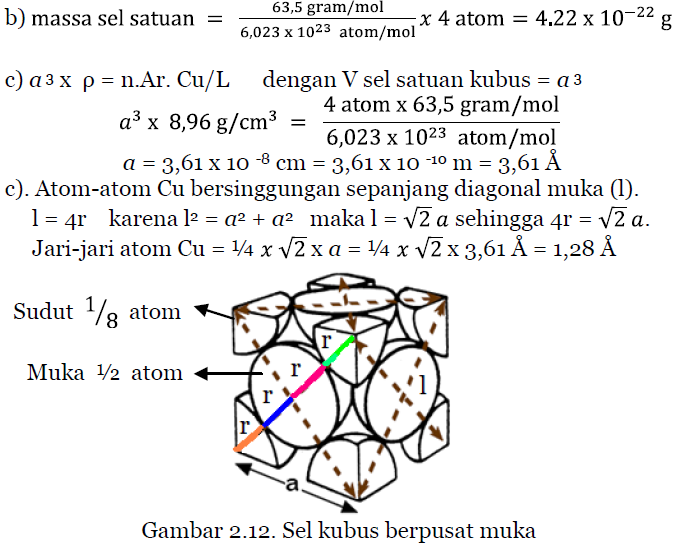 b) massa sel satuan = 63,5 gram/mol / 6,023 x 10²³ atom/mol x 4 atom = 4.22 x 10⁻²² g
c) a³ x ρ = n.Ar. Cu/L dengan V sel satuan kubus = a³
a³ x 8,96 g/cm³ = 4 atom x 63,5 gram/mol / 6,023 x 10²³ atom/mol
a = 3,61 x 10 ⁻⁸ cm = 3,61 x 10 ⁻¹⁰ m = 3,61 Å
c). Atom-atom Cu bersinggungan sepanjang diagonal muka (l).
l = 4r karena l² = a² + a² maka l = √2 a sehingga 4r = √2 a.
Jari-jari atom Cu = ¼ x √2 x a = ¼ x √2 x 3,61 Å = 1,28 Å
Sudut 1/8 atom
r
Muka ½ atom
r
l
r
r
a
Gambar 2.12. Sel kubus berpusat muka